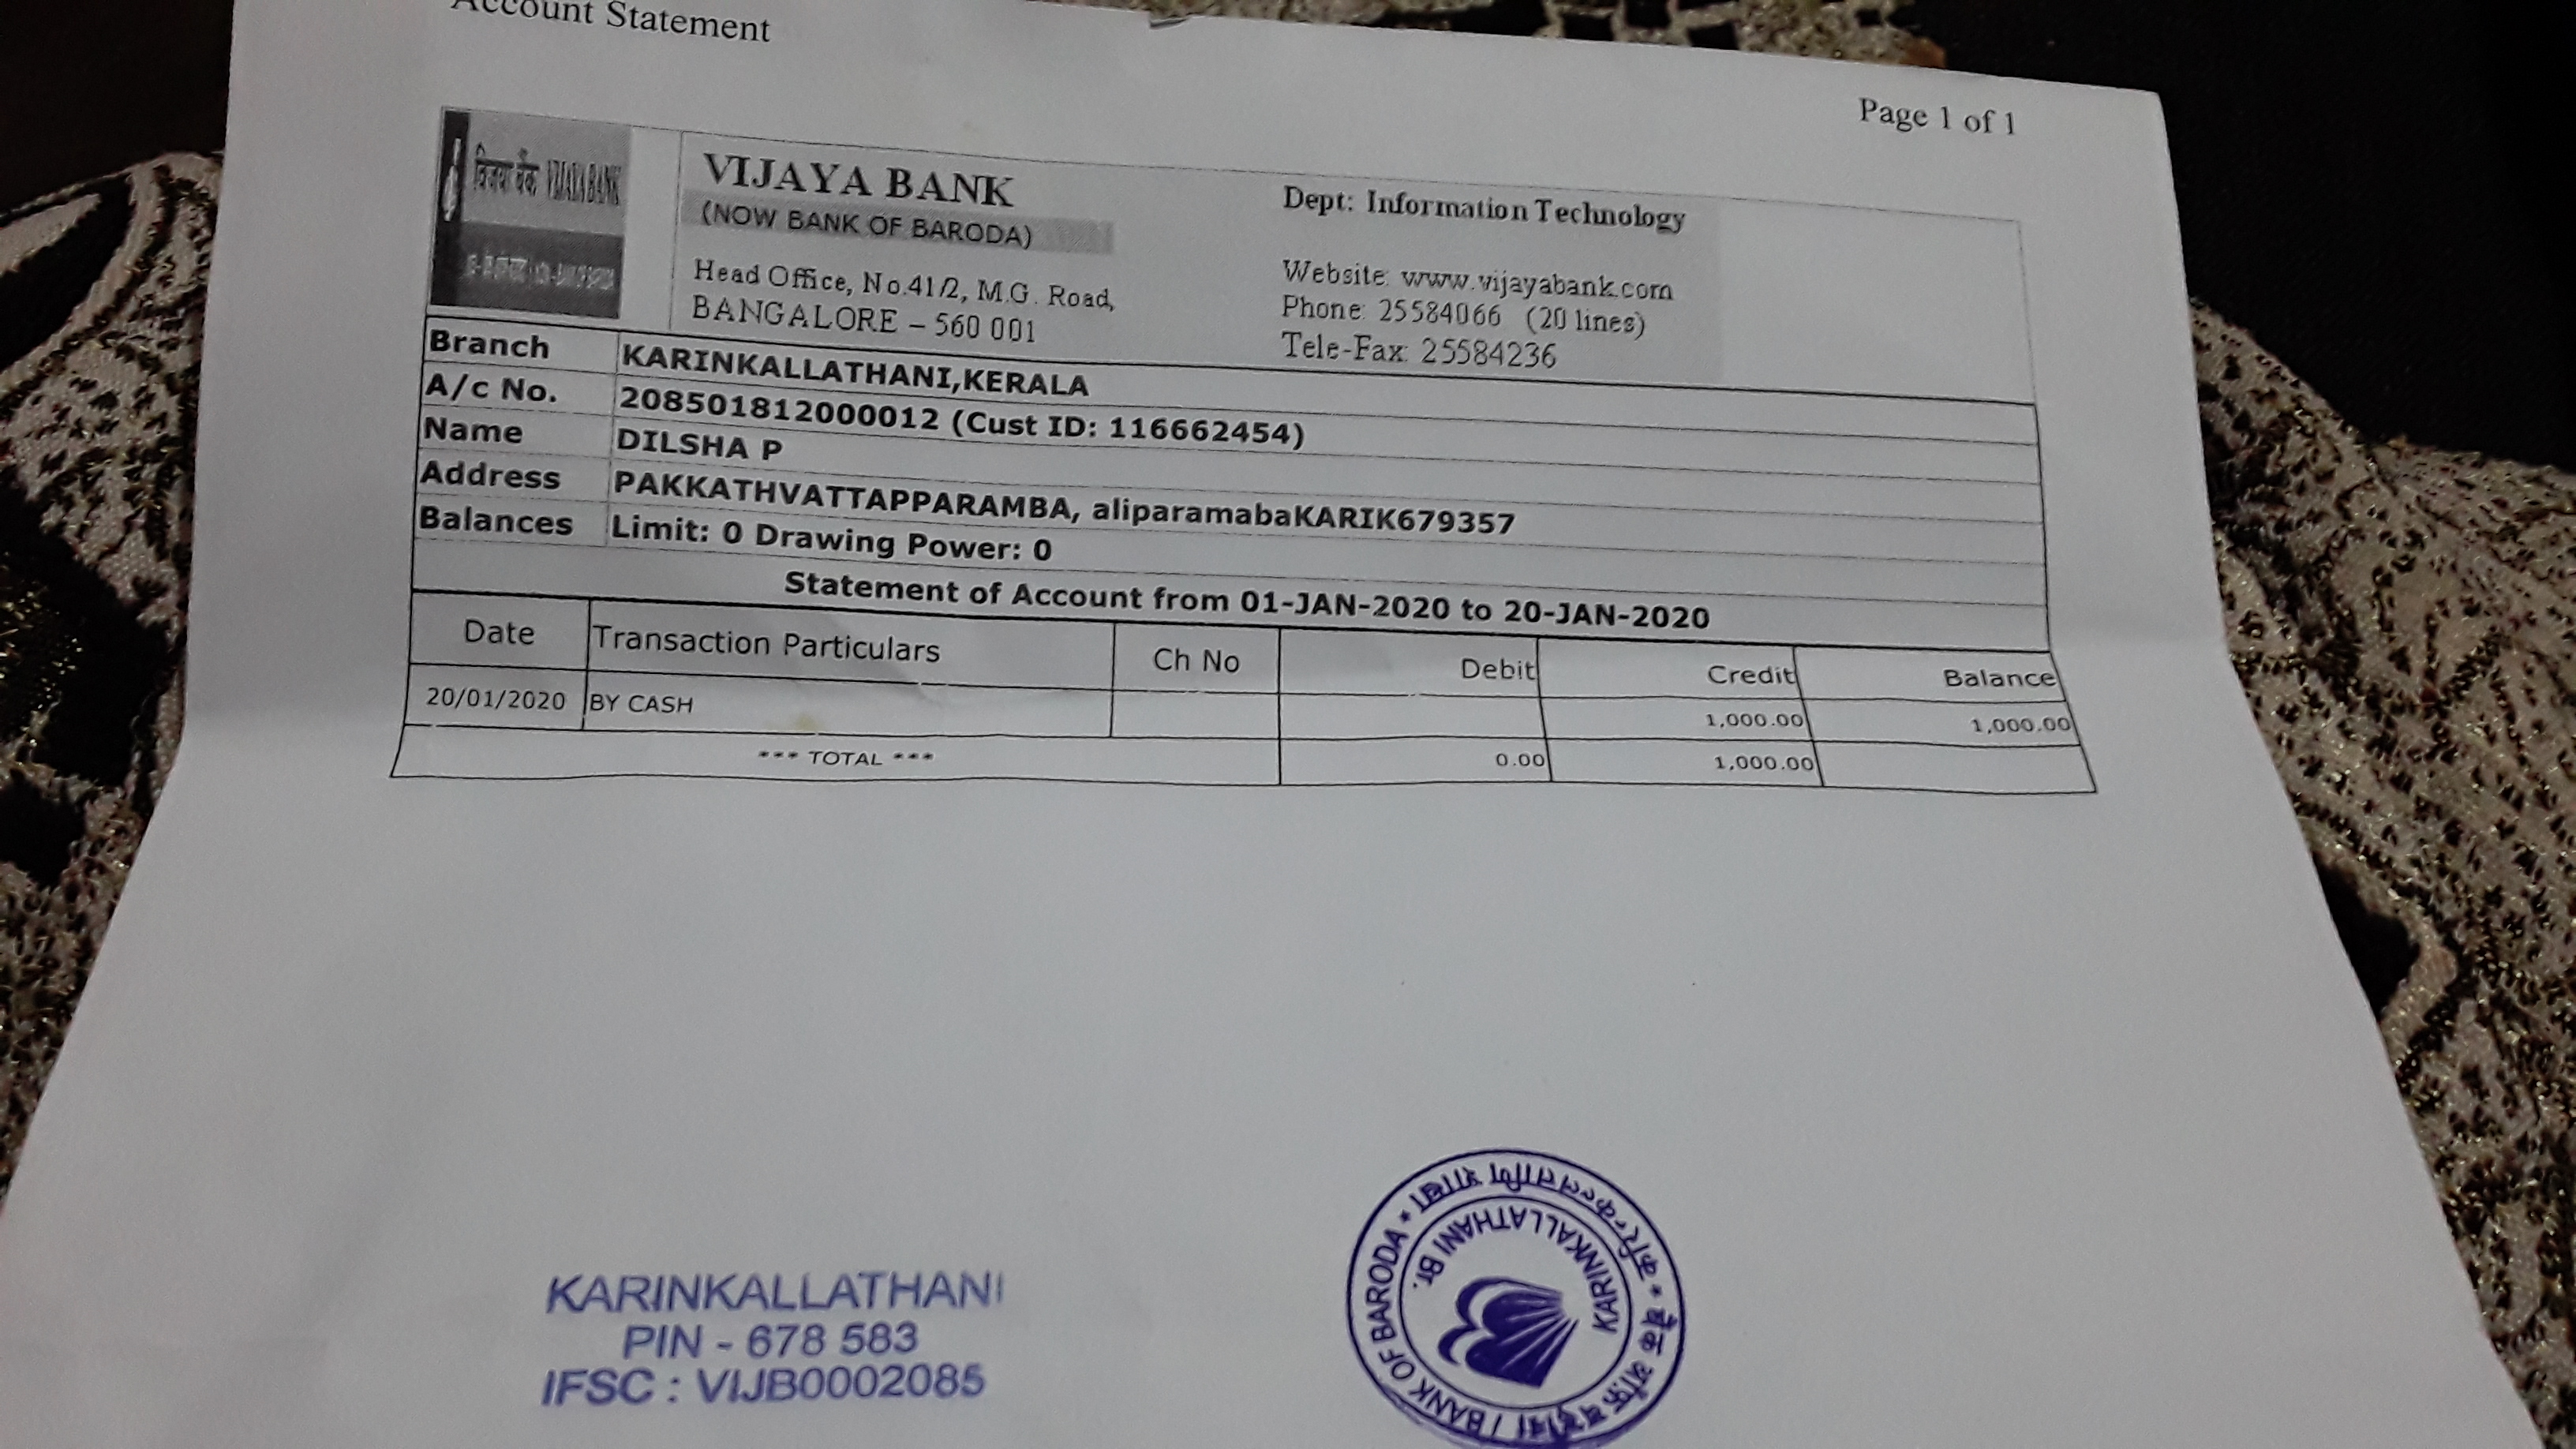 Account Statement
Page 1 of 1
विजया बैंक VIJAYA BANK
VIJAYA BANK
(NOW BANK OF BARODA)
Head Office, No.41/2, M.G. Road,
BANGALORE – 560 001
Dept: Information Technology
Website: www.vijayabank.com
Phone: 25584066 (20 lines)
Tele-Fax: 25584236
Branch KARINKALLATHANI,KERALA
A/c No. 208501812000012 (Cust ID: 116662454)
Name DILSHA P
Address PAKKATHVATTAPPARAMBA, aliparamabaKARIK679357
Balances Limit: 0 Drawing Power: 0
Statement of Account from 01-JAN-2020 to 20-JAN-2020
Date Transaction Particulars Ch No Debit Credit Balance
20/01/2020 BY CASH 1,000.00 1,000.00
*** TOTAL *** 0.00 1,000.00
KARINKALLATHANI
PIN - 678 583
IFSC : VIJB0002085
बैंक ऑफ़ बड़ौदा / BANK OF BARODA * करिन्कल्लथाणि शाखा *
KARINKALLATHANI Br.